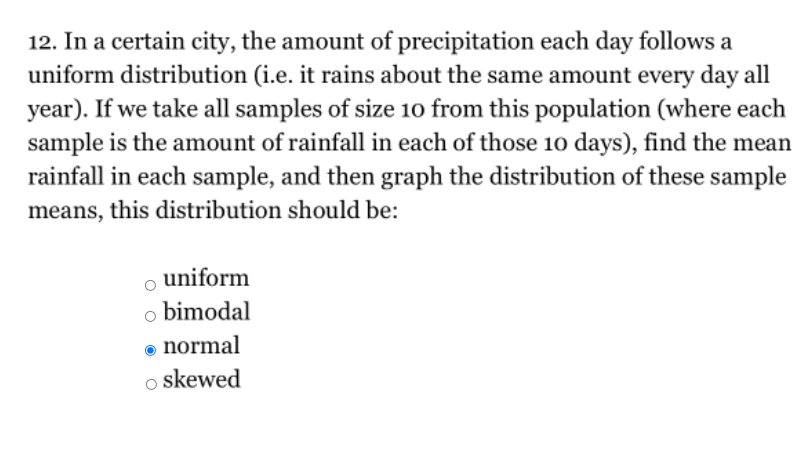 12. In a certain city, the amount of precipitation each day follows a
uniform distribution (i.e. it rains about the same amount every day all
year). If we take all samples of size 10 from this population (where each
sample is the amount of rainfall in each of those 10 days), find the mean
rainfall in each sample, and then graph the distribution of these sample
means, this distribution should be:
uniform
bimodal
normal
skewed